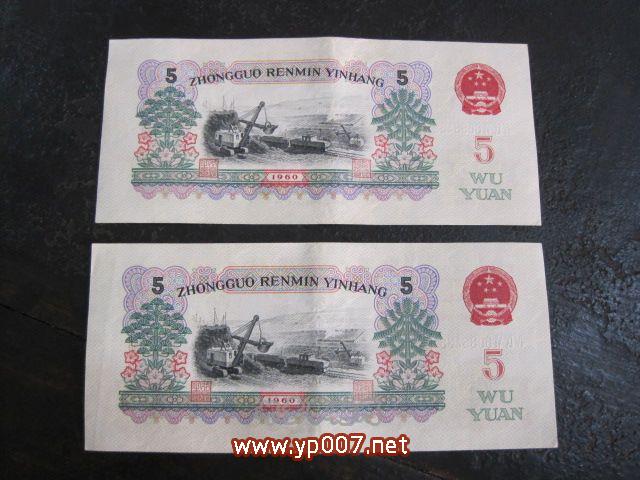 5 ZHONGGUO RENMIN YINHANG 5
5
WU
YUAN
1960
5 ZHONGGUO RENMIN YINHANG 5
5
WU
YUAN
1960
www.yp007.net